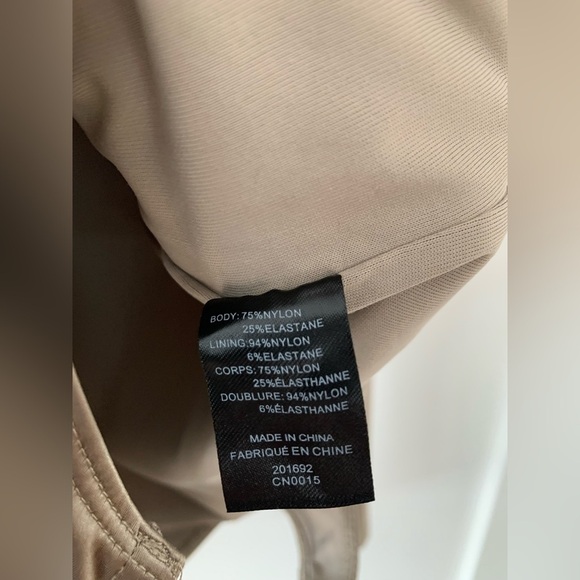 BODY: 75%NYLON
25%ELASTANE
LINING:94%NYLON
6%ELASTANE
CORPS: 75%NYLON
25%ÉLASTHANNE
DOUBLURE: 94%NYLON
6%ÉLASTHANNE
MADE IN CHINA
FABRIQUÉ EN CHINE
201692
CN0015